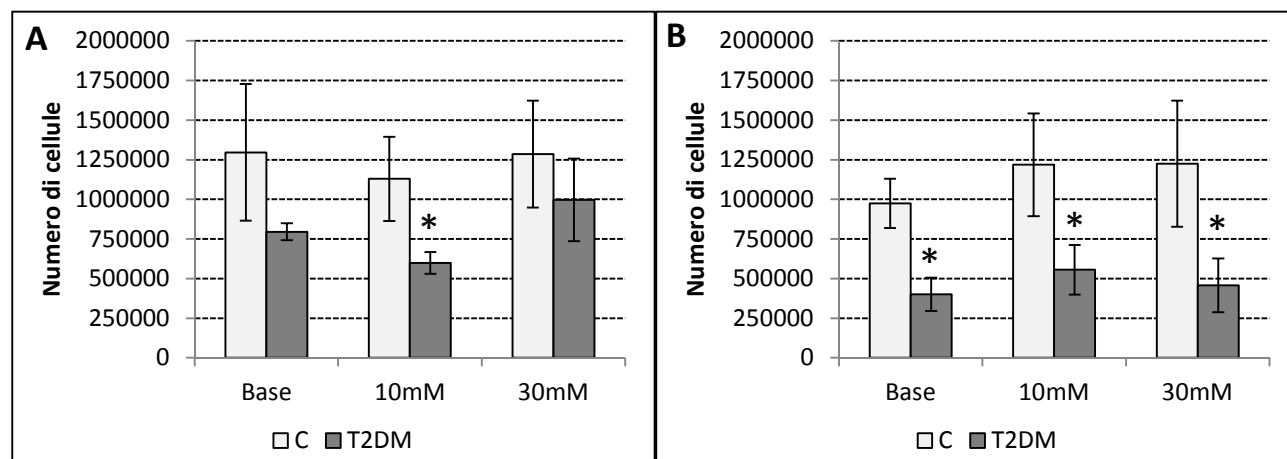 A
Numero di cellule
2000000
1750000
1500000
1250000
1000000
750000
500000
250000
0
*
Base 10mM 30mM
C T2DM
B
Numero di cellule
2000000
1750000
1500000
1250000
1000000
750000
500000
250000
0
* * *
Base 10mM 30mM
C T2DM